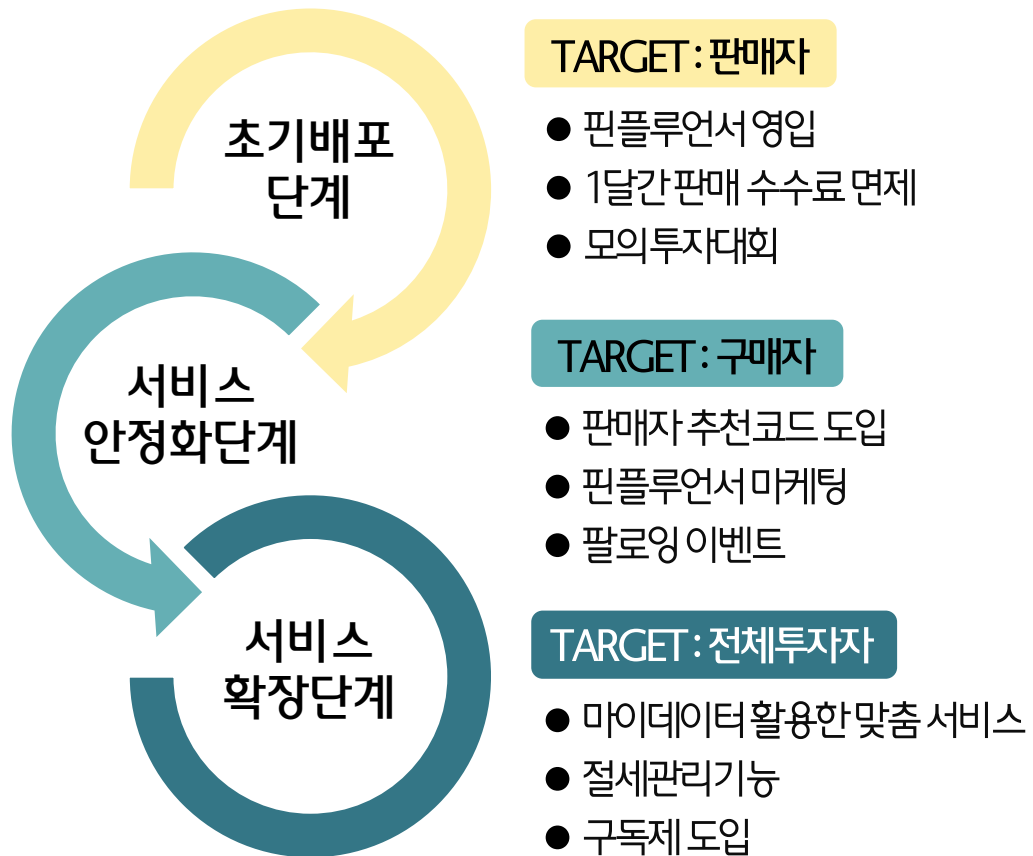 초기배포
단계
TARGET : 판매자
● 핀플루언서 영입
● 1달간 판매 수수료 면제
● 모의투자대회
서비스
안정화단계
TARGET : 구매자
● 판매자 추천코드 도입
● 핀플루언서 마케팅
● 팔로잉 이벤트
서비스
확장단계
TARGET : 전체투자자
● 마이데이터 활용한 맞춤 서비스
● 절세관리기능
● 구독제 도입